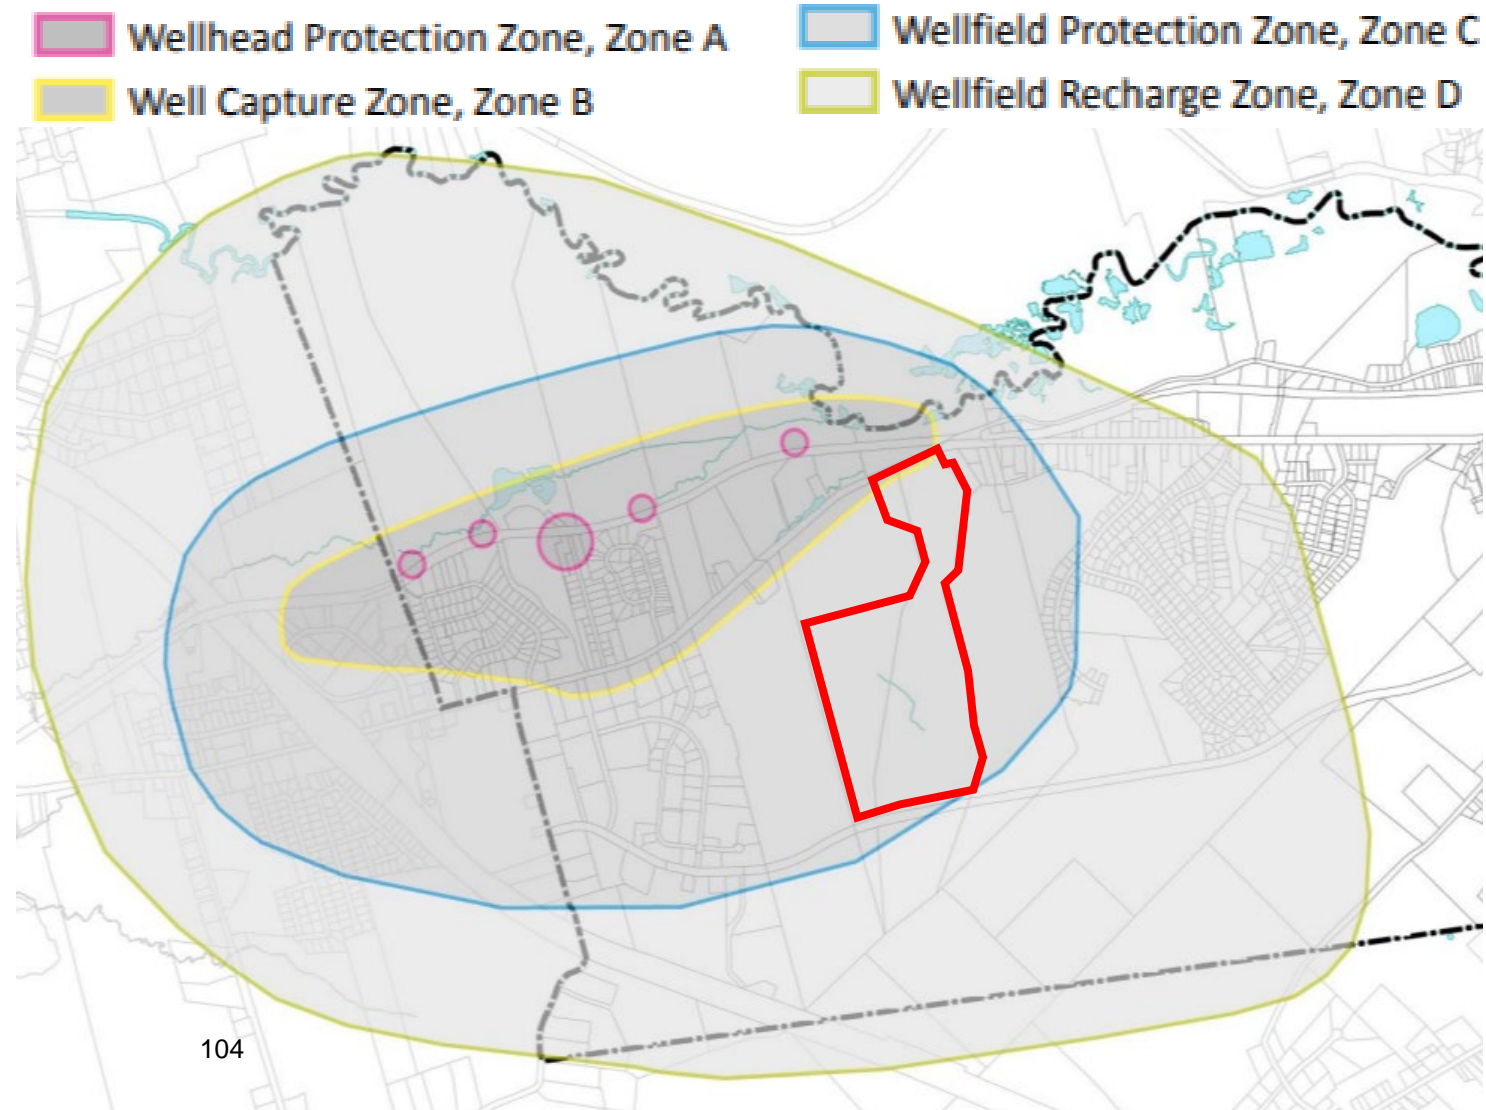 Wellhead Protection Zone, Zone A
Well Capture Zone, Zone B
Wellfield Protection Zone, Zone C
Wellfield Recharge Zone, Zone D
104